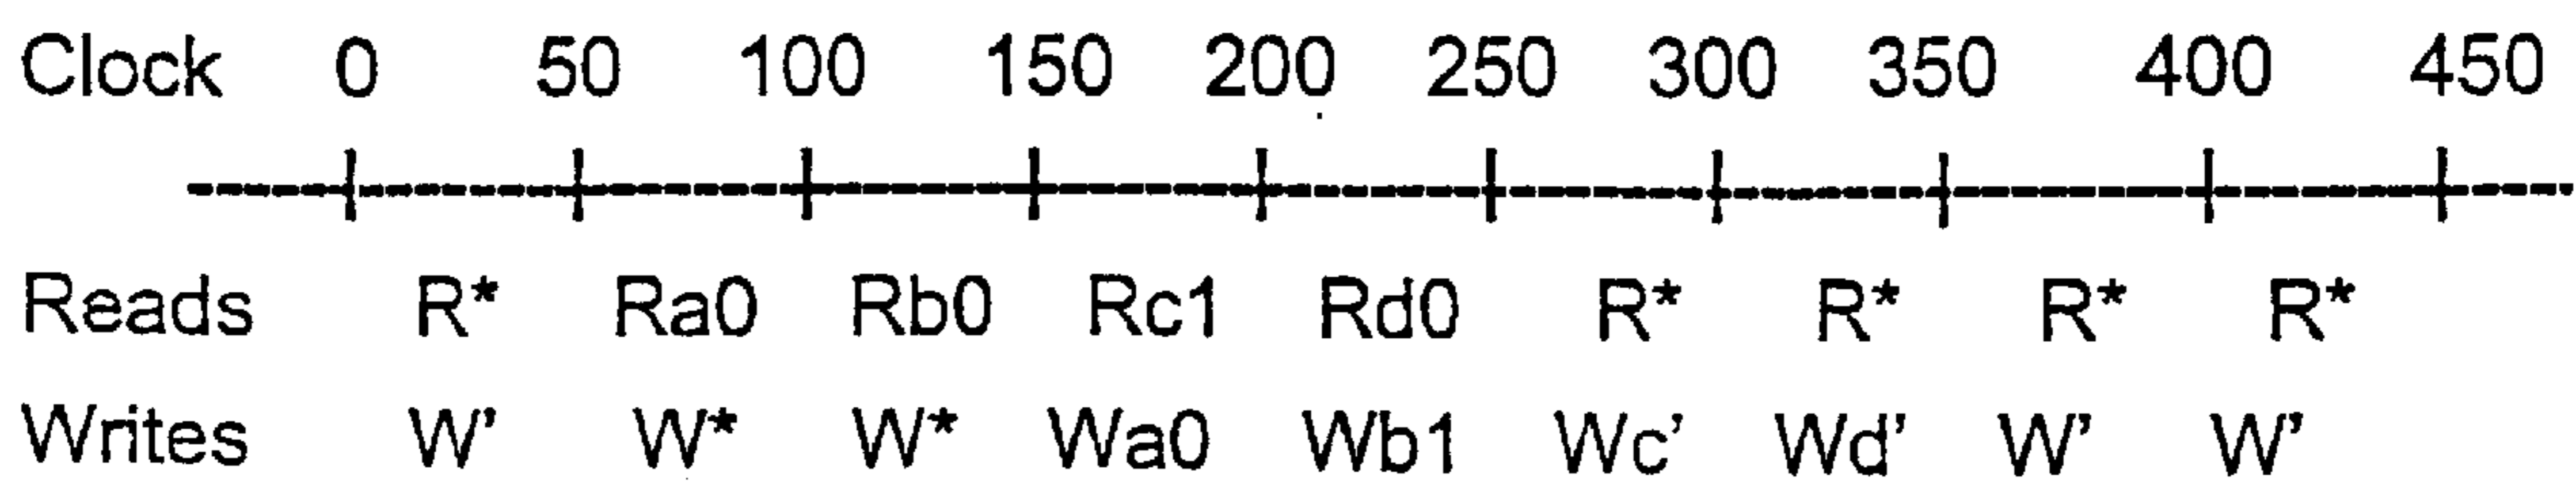 Clock 0 50 100 150 200 250 300 350 400 450
Reads R* Ra0 Rb0 Rc1 Rd0 R* R* R* R*
Writes W' W* W* Wa0 Wb1 Wc' Wd' W' W'